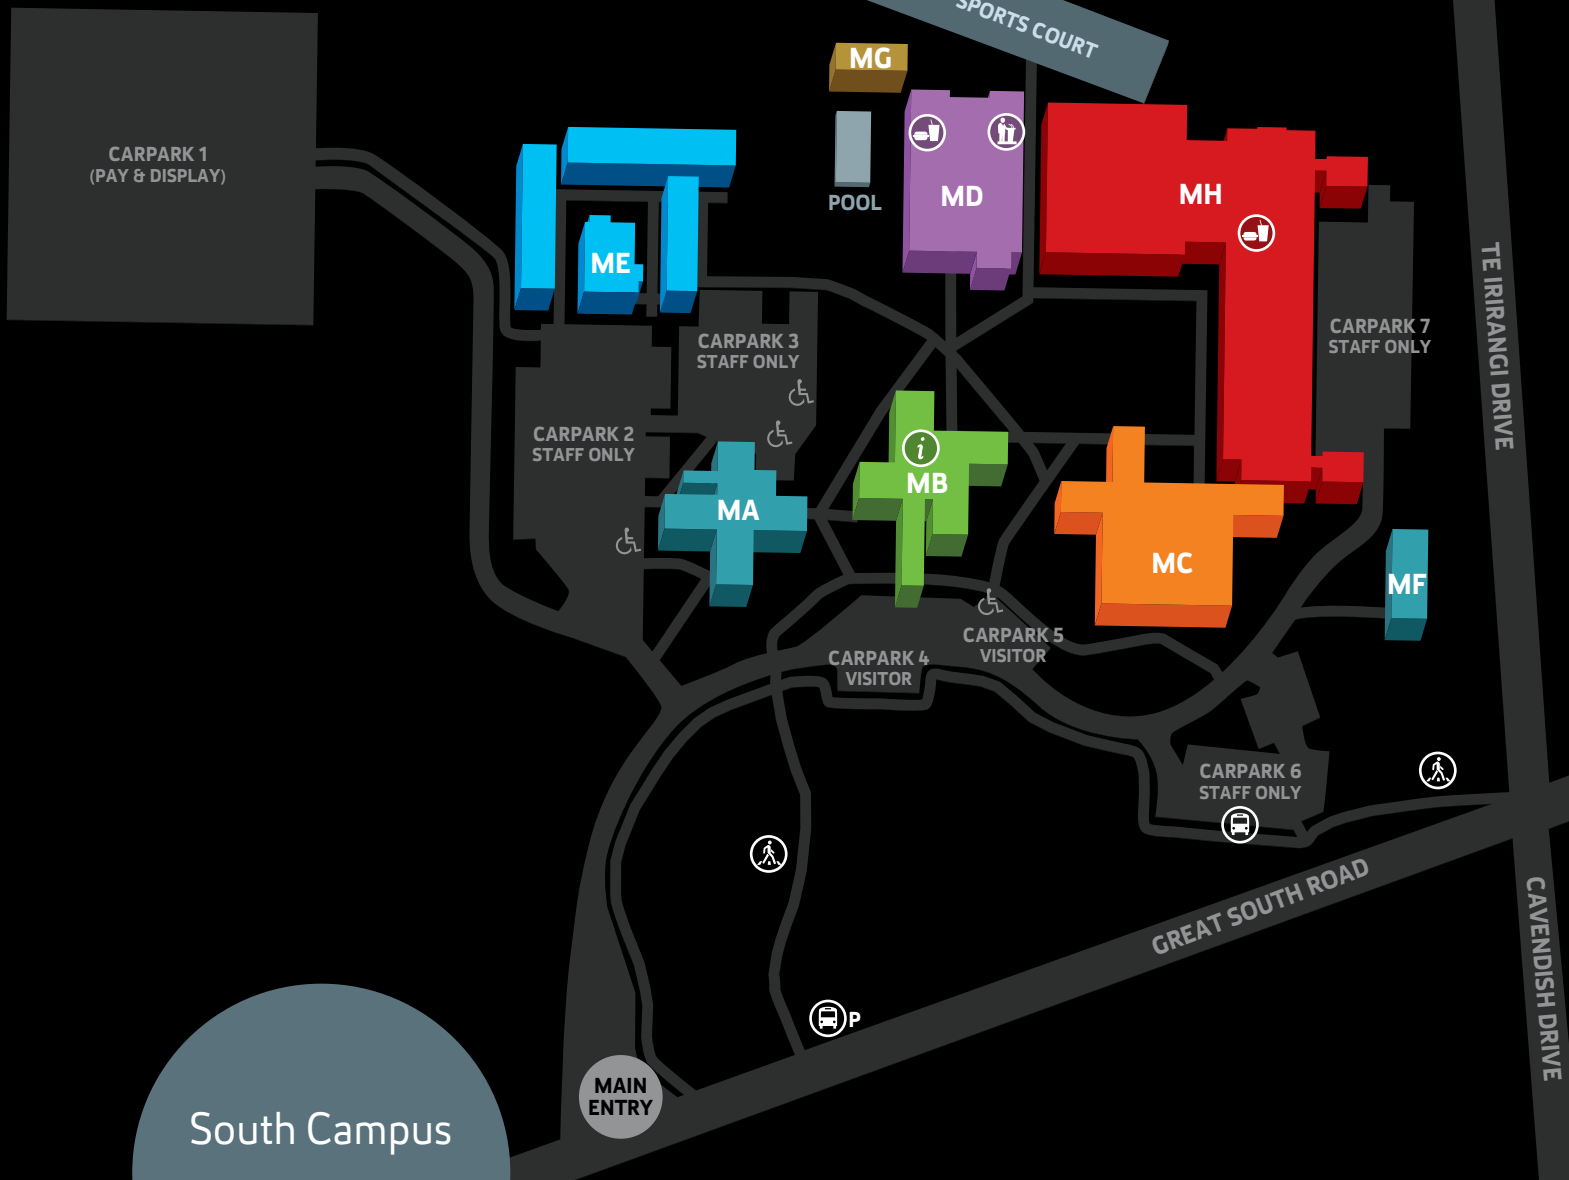 SPORTS COURT
MG
CARPARK 1
(PAY & DISPLAY)
MD
MH
POOL
ME
TE IRIRANGI DRIVE
CARPARK 7
STAFF ONLY
CARPARK 3
STAFF ONLY
CARPARK 2
STAFF ONLY
i
MB
MA
MC
MF
CARPARK 5
VISITOR
CARPARK 4
VISITOR
CARPARK 6
STAFF ONLY
GREAT SOUTH ROAD
CAVENDISH DRIVE
P
MAIN
ENTRY
South Campus